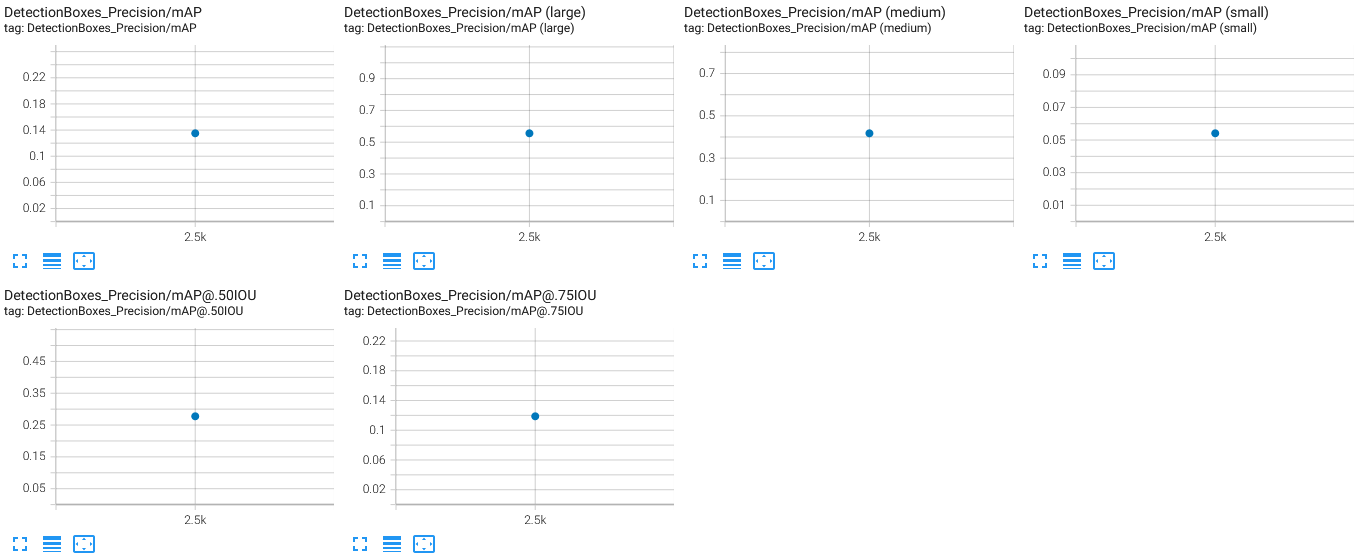 DetectionBoxes_Precision/mAP
tag: DetectionBoxes_Precision/mAP
0.22
0.18
0.14
0.1
0.06
0.02
2.5k
DetectionBoxes_Precision/mAP (large)
tag: DetectionBoxes_Precision/mAP (large)
0.9
0.7
0.5
0.3
0.1
2.5k
DetectionBoxes_Precision/mAP (medium)
tag: DetectionBoxes_Precision/mAP (medium)
0.7
0.5
0.3
0.1
2.5k
DetectionBoxes_Precision/mAP (small)
tag: DetectionBoxes_Precision/mAP (small)
0.09
0.07
0.05
0.03
0.01
2.5k
DetectionBoxes_Precision/mAP@.50IOU
tag: DetectionBoxes_Precision/mAP@.50IOU
0.45
0.35
0.25
0.15
0.05
2.5k
DetectionBoxes_Precision/mAP@.75IOU
tag: DetectionBoxes_Precision/mAP@.75IOU
0.22
0.18
0.14
0.1
0.06
0.02
2.5k